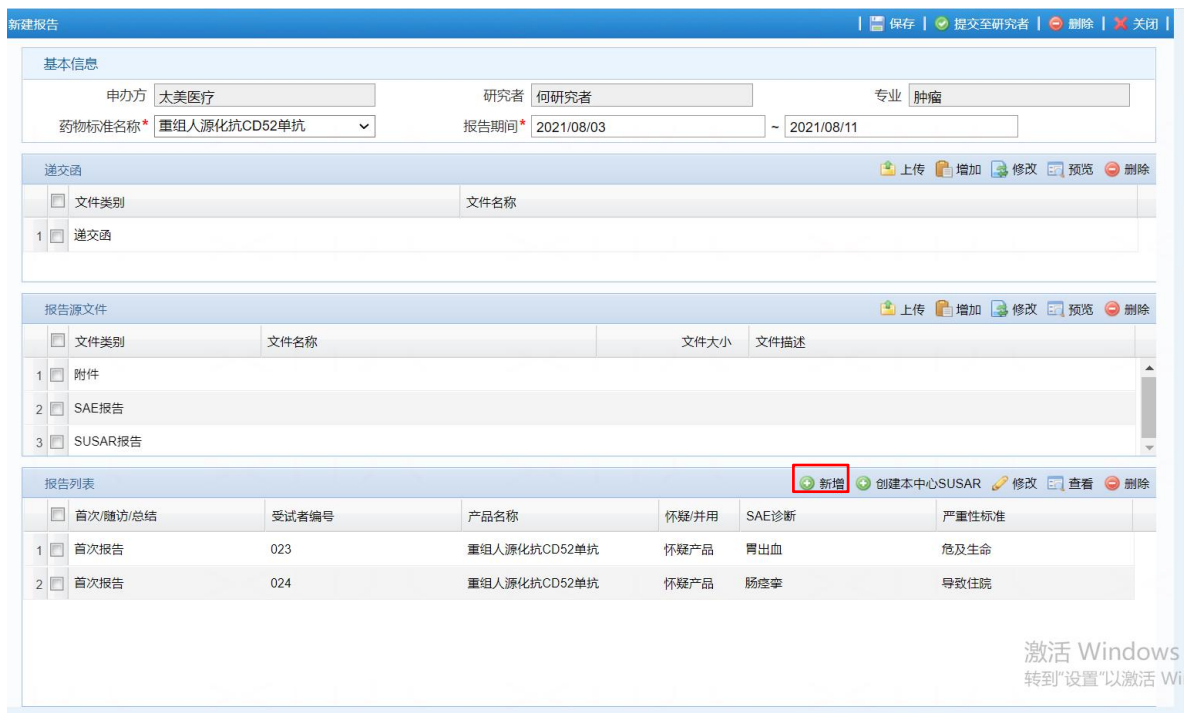 新建报告 | 保存 | 提交至研究者 | 删除 | 关闭 |
基本信息
申办方 太美医疗 研究者 何研究者 专业 肿瘤
药物标准名称* 重组人源化抗CD52单抗 报告期间* 2021/08/03 ~ 2021/08/11
递交函 上传 增加 修改 预览 删除
文件类别 文件名称
1 递交函
报告源文件 上传 增加 修改 预览 删除
文件类别 文件名称 文件大小 文件描述
1 附件
2 SAE报告
3 SUSAR报告
报告列表 新增 创建本中心SUSAR 修改 查看 删除
首次/随访/总结 受试者编号 产品名称 怀疑/并用 SAE诊断 严重性标准
1 首次报告 023 重组人源化抗CD52单抗 怀疑产品 胃出血 危及生命
2 首次报告 024 重组人源化抗CD52单抗 怀疑产品 肠痉挛 导致住院
激活 Windows
转到"设置"以激活 Wi